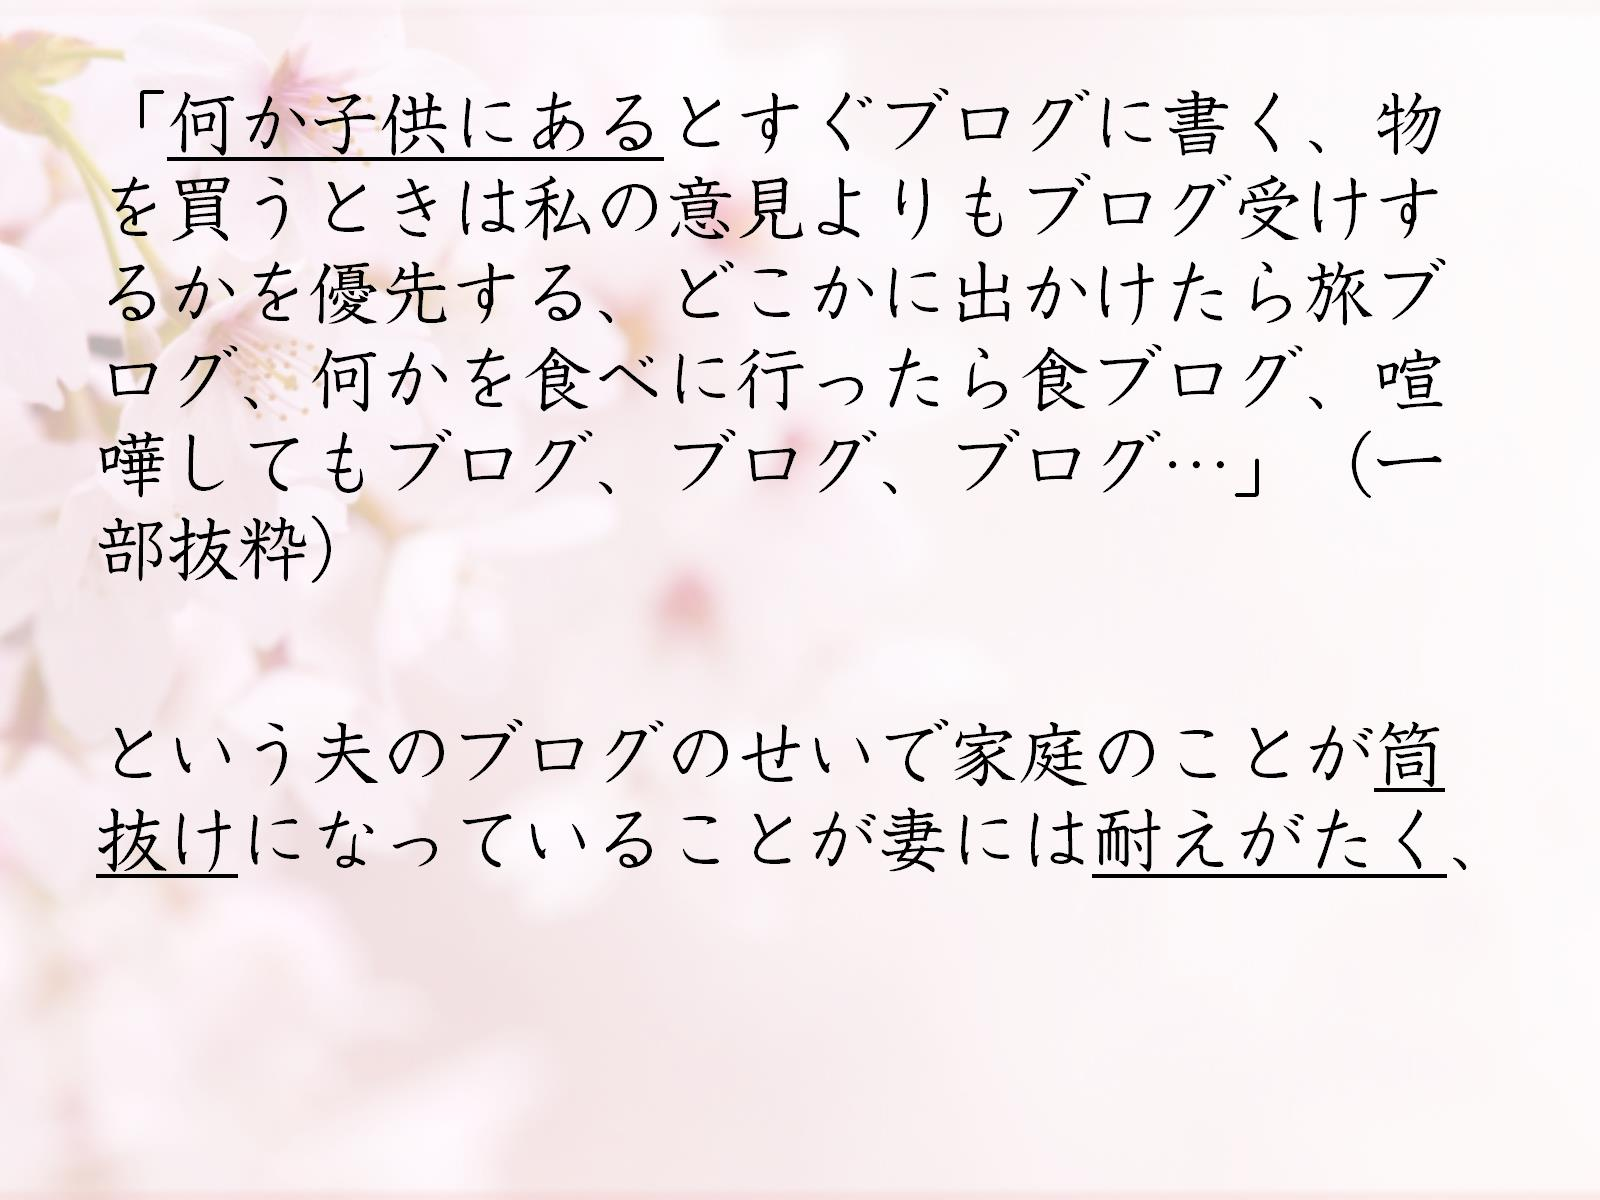 「何か子供にあるとすぐブログに書く、物
を買うときは私の意見よりもブログ受けす
るかを優先する、どこかに出かけたら旅ブ
ログ、何かを食べに行ったら食ブログ、喧
嘩してもブログ、ブログ、ブログ…」（一
部抜粋）
という夫のブログのせいで家庭のことが筒
抜けになっていることが妻には耐えがたく、